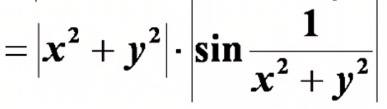 = |x² + y²| · |sin 1/(x² + y²)|